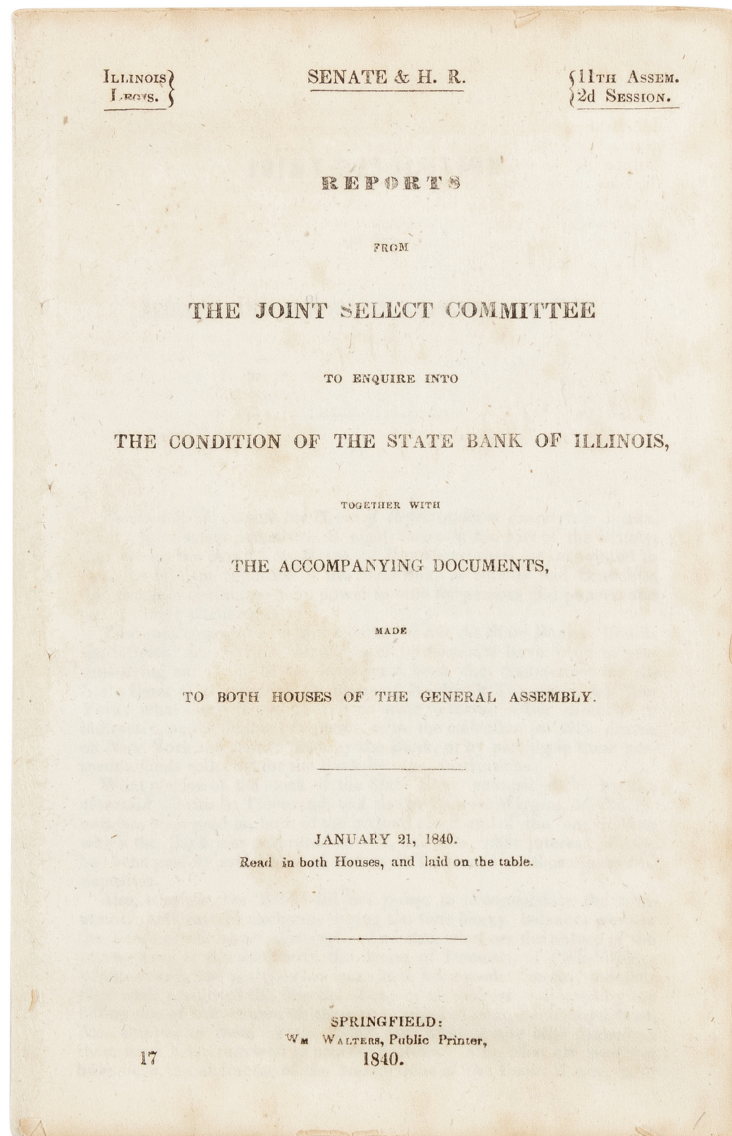 ILLINOIS}
LEGIS. }
SENATE & H. R.
{11TH ASSEM.
{2d SESSION.
REPORTS
FROM
THE JOINT SELECT COMMITTEE
TO ENQUIRE INTO
THE CONDITION OF THE STATE BANK OF ILLINOIS,
TOGETHER WITH
THE ACCOMPANYING DOCUMENTS,
MADE
TO BOTH HOUSES OF THE GENERAL ASSEMBLY.
JANUARY 21, 1840.
Read in both Houses, and laid on the table.
SPRINGFIELD:
WM WALTERS, Public Printer,
17
1840.